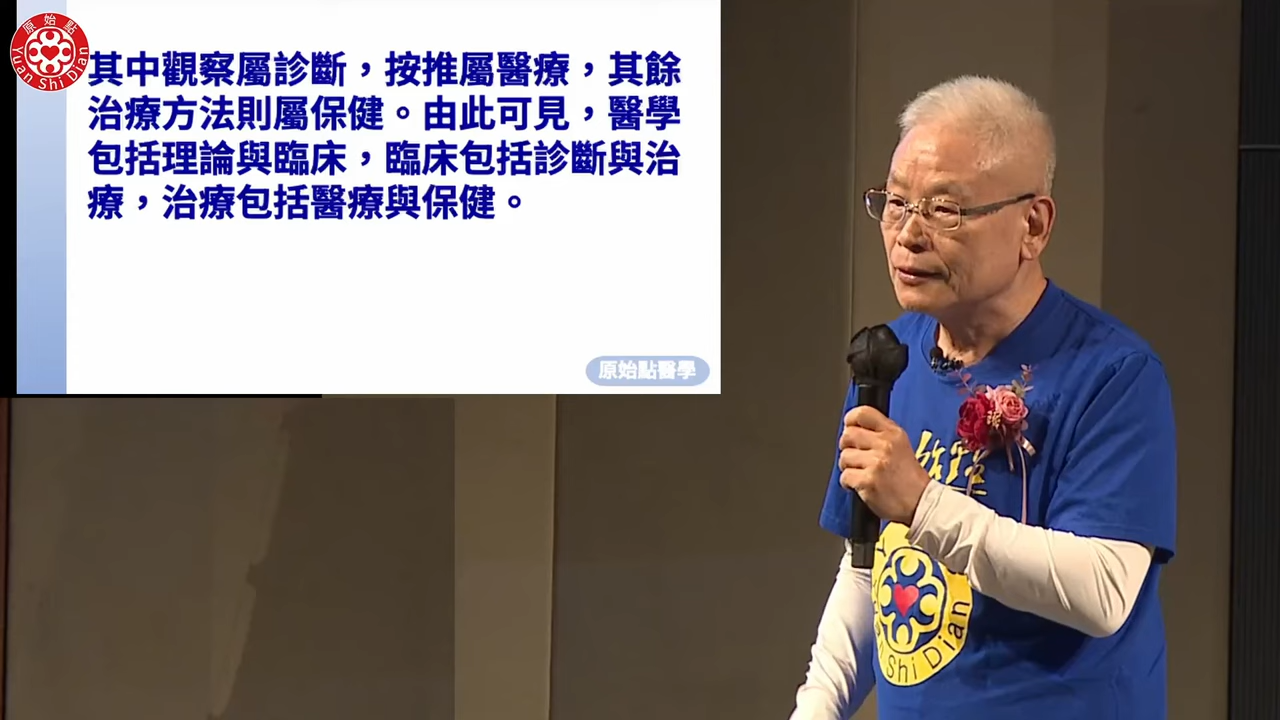 原始點
Yuan Shi Dian
其中觀察屬診斷，按推屬醫療，其餘
治療方法則屬保健。由此可見，醫學
包括理論與臨床，臨床包括診斷與治
療，治療包括醫療與保健。
原始點醫學
Shi Dian